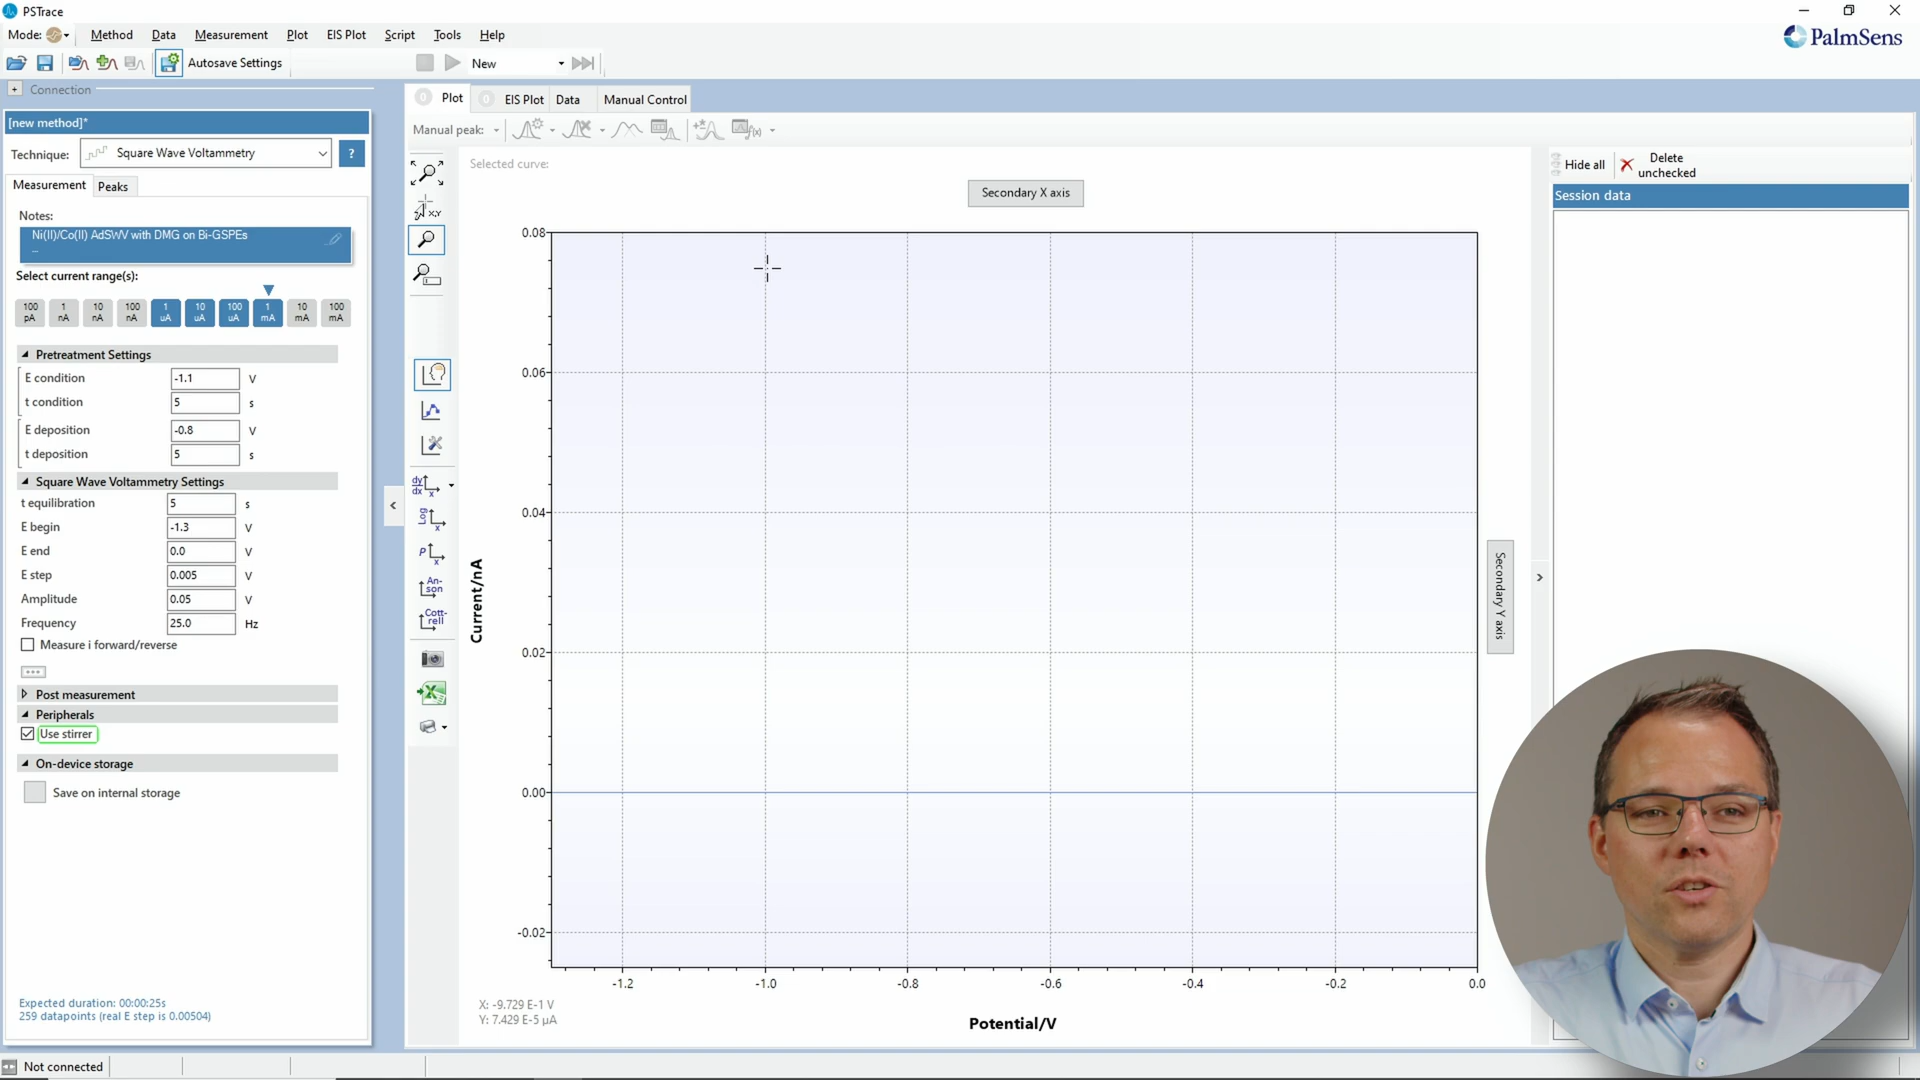 PSTrace
Mode: Method Data Measurement Plot EIS Plot Script Tools Help
PalmSens
Autosave Settings New
Connection
[new method]*
Technique: Square Wave Voltammetry ?
Measurement Peaks
Notes:
Ni(II)/Co(II) AdSWV with DMG on Bi-GSPEs
...
Select current range(s):
100 pA 1 nA 10 nA 100 nA 1 uA 10 uA 100 uA 1 mA 10 mA 100 mA
Pretreatment Settings
E condition -1.1 V
t condition 5 s
E deposition -0.8 V
t deposition 5 s
Square Wave Voltammetry Settings
t equilibration 5 s
E begin -1.3 V
E end 0.0 V
E step 0.005 V
Amplitude 0.05 V
Frequency 25.0 Hz
Measure i forward/reverse
Post measurement
Peripherals
Use stirrer
On-device storage
Save on internal storage
Expected duration: 00:00:25s
259 datapoints (real E step is 0.00504)
Not connected
0 Plot 0 EIS Plot Data Manual Control
Manual peak:
±
f(x)
Selected curve:
X,Y
dy/dx x
Log x
P x
An-son
Cott-rell
Secondary X axis
0.08
0.06
0.04
0.02
0.00
-0.02
Current/nA
-1.2 -1.0 -0.8 -0.6 -0.4 -0.2 0.0
X: -9.729 E-1 V
Y: 7.429 E-5 µA
Potential/V
Secondary Y axis
Hide all Delete unchecked
Session data